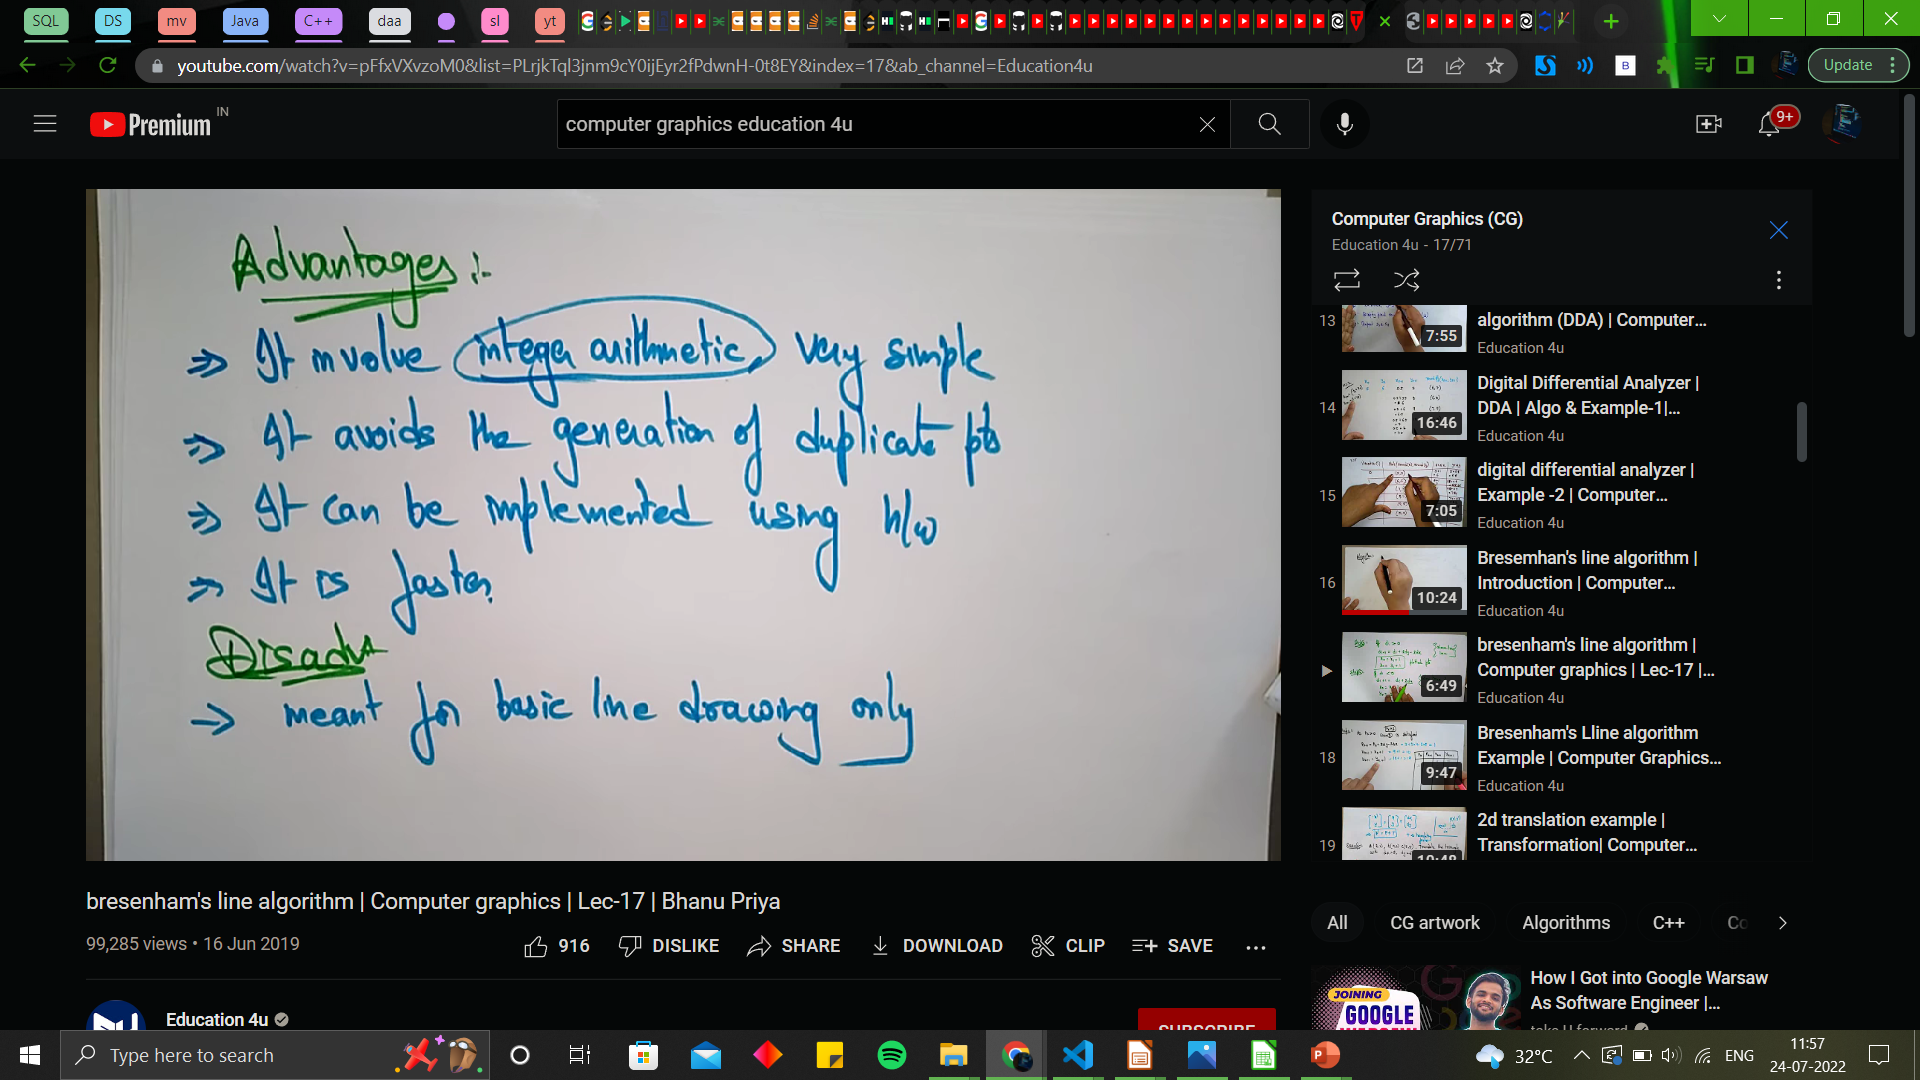 SQL DS mv Java C++ daa sl yt
youtube.com/watch?v=pFfxVXvzoM0&list=PLrjkTql3jnm9cY0ijEyr2fPdwnH-0t8EY&index=17&ab_channel=Education4u
Update
Premium IN
computer graphics education 4u
9+
Advantages :-
⇒ It involve integer arithmetic, very simple
⇒ It avoids the generation of duplicate pts
⇒ It can be implemented using h/w
⇒ It is faster.
Disadv
→ meant for basic line drawing only
Computer Graphics (CG)
Education 4u - 17/71
13
7:55
algorithm (DDA) | Computer...
Education 4u
14
16:46
Digital Differential Analyzer |
DDA | Algo & Example-1|...
Education 4u
15
7:05
digital differential analyzer |
Example -2 | Computer...
Education 4u
16
10:24
Bresemhan's line algorithm |
Introduction | Computer...
Education 4u
6:49
bresenham's line algorithm |
Computer graphics | Lec-17 |...
Education 4u
18
9:47
Bresenham's Lline algorithm
Example | Computer Graphics...
Education 4u
19
10:48
2d translation example |
Transformation| Computer...
bresenham's line algorithm | Computer graphics | Lec-17 | Bhanu Priya
99,285 views • 16 Jun 2019
916 DISLIKE SHARE DOWNLOAD CLIP SAVE
Education 4u
SUBSCRIBE
All CG artwork Algorithms C++ Co
JOINING
GOOGLE
How I Got into Google Warsaw
As Software Engineer |...
take U forward
Type here to search
32°C
ENG
11:57
24-07-2022